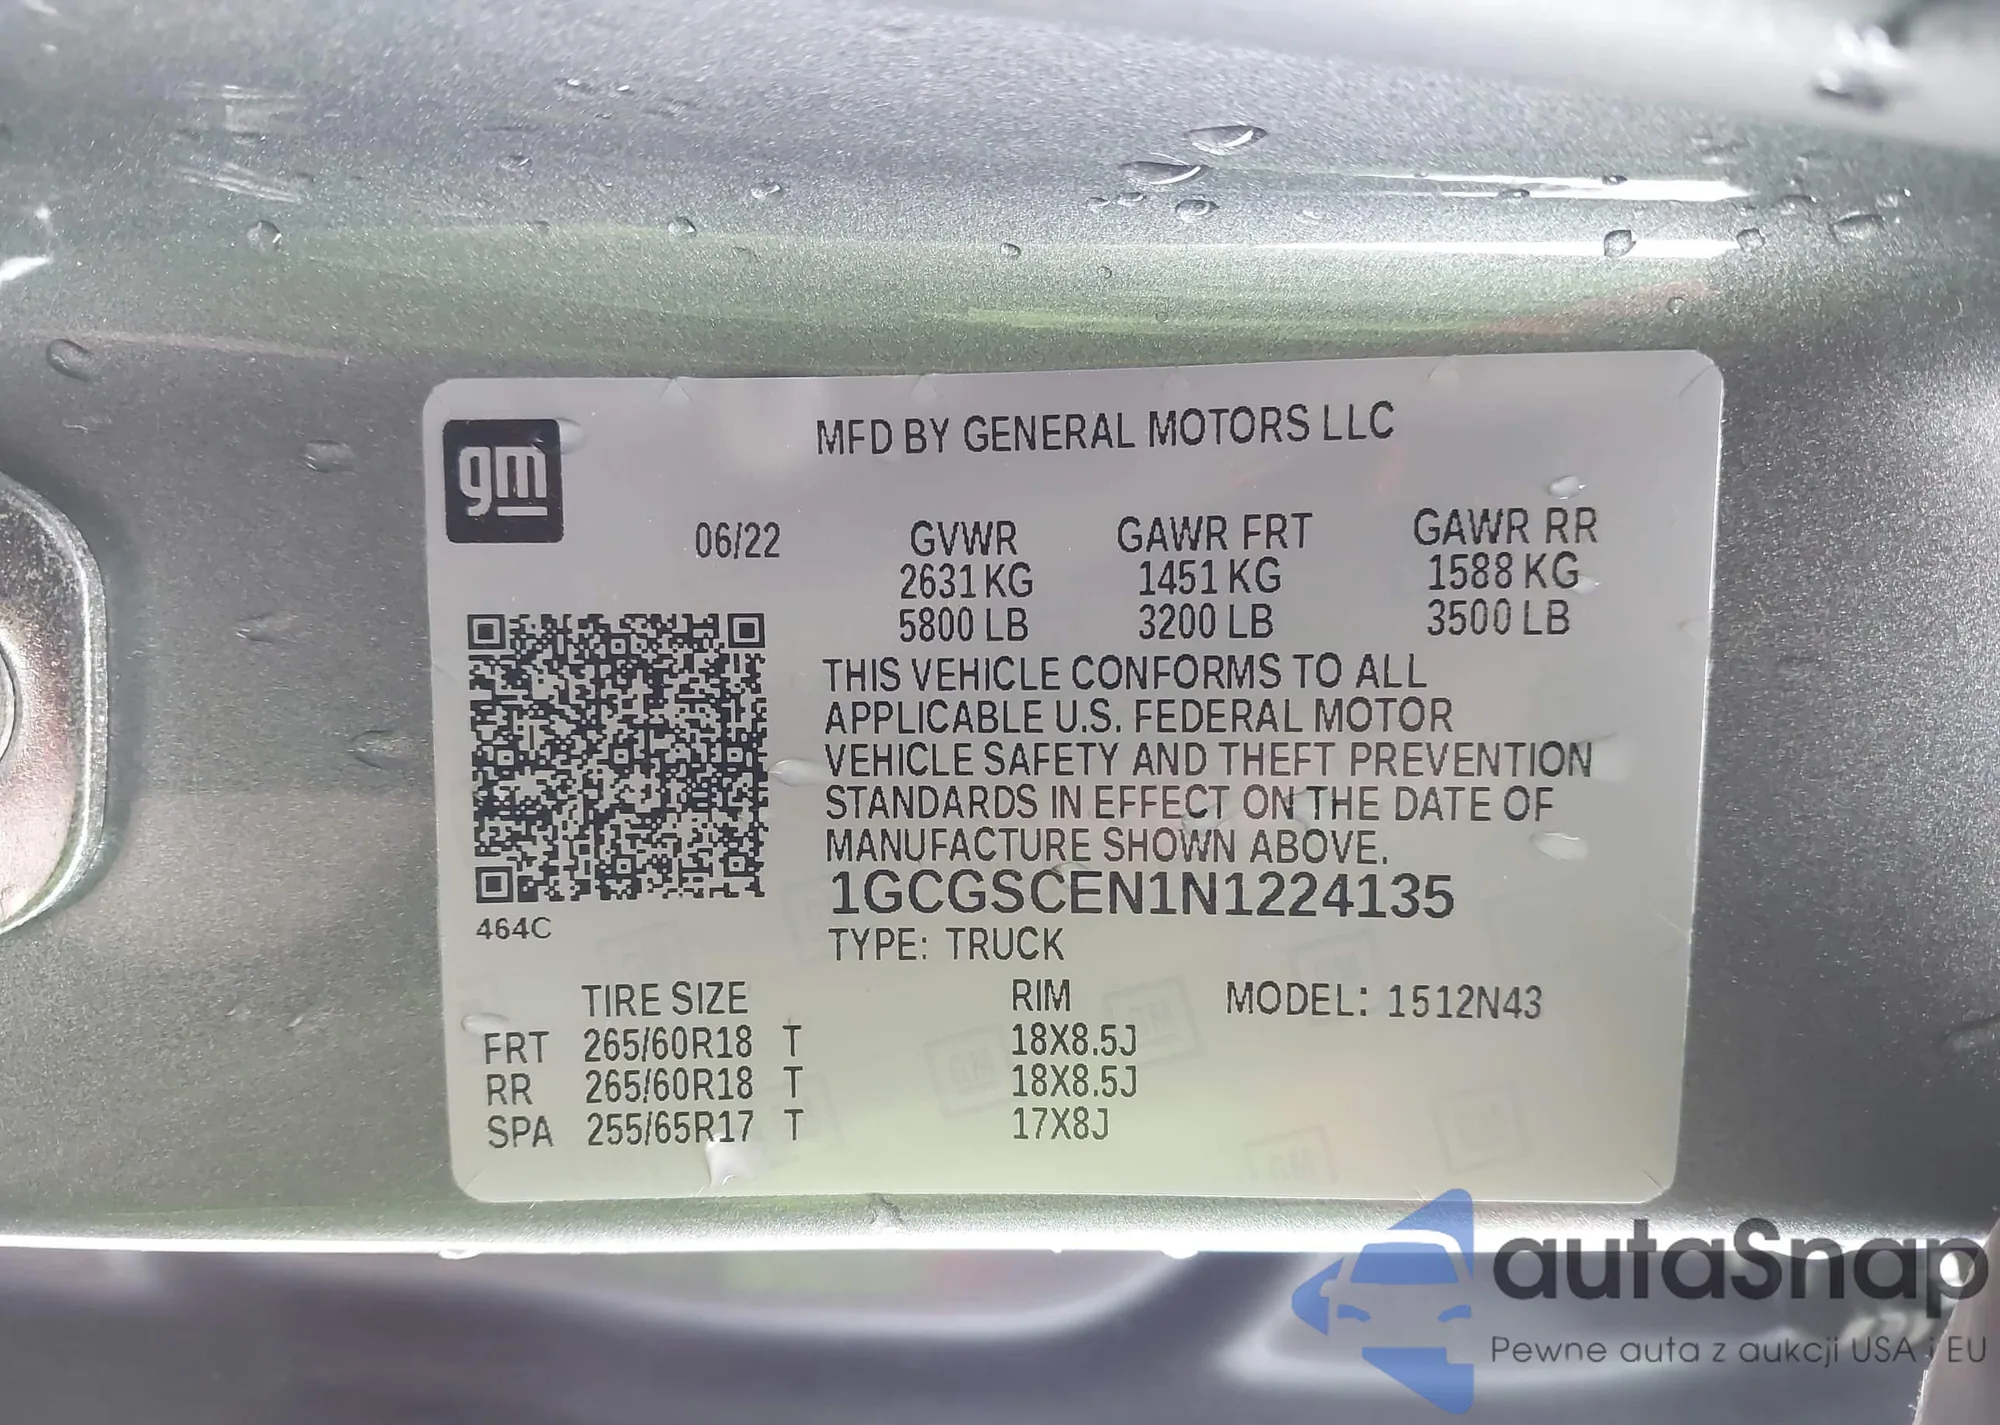 gm
MFD BY GENERAL MOTORS LLC
06/22 GVWR GAWR FRT GAWR RR
2631 KG 1451 KG 1588 KG
5800 LB 3200 LB 3500 LB
THIS VEHICLE CONFORMS TO ALL
APPLICABLE U.S. FEDERAL MOTOR
VEHICLE SAFETY AND THEFT PREVENTION
STANDARDS IN EFFECT ON THE DATE OF
MANUFACTURE SHOWN ABOVE.
1GCGSCEN1N1224135
464C
TYPE: TRUCK
TIRE SIZE RIM MODEL: 1512N43
FRT 265/60R18 T 18X8.5J
RR 265/60R18 T 18X8.5J
SPA 255/65R17 T 17X8J
autaSnap
Pewne auta z aukcji USA i EU